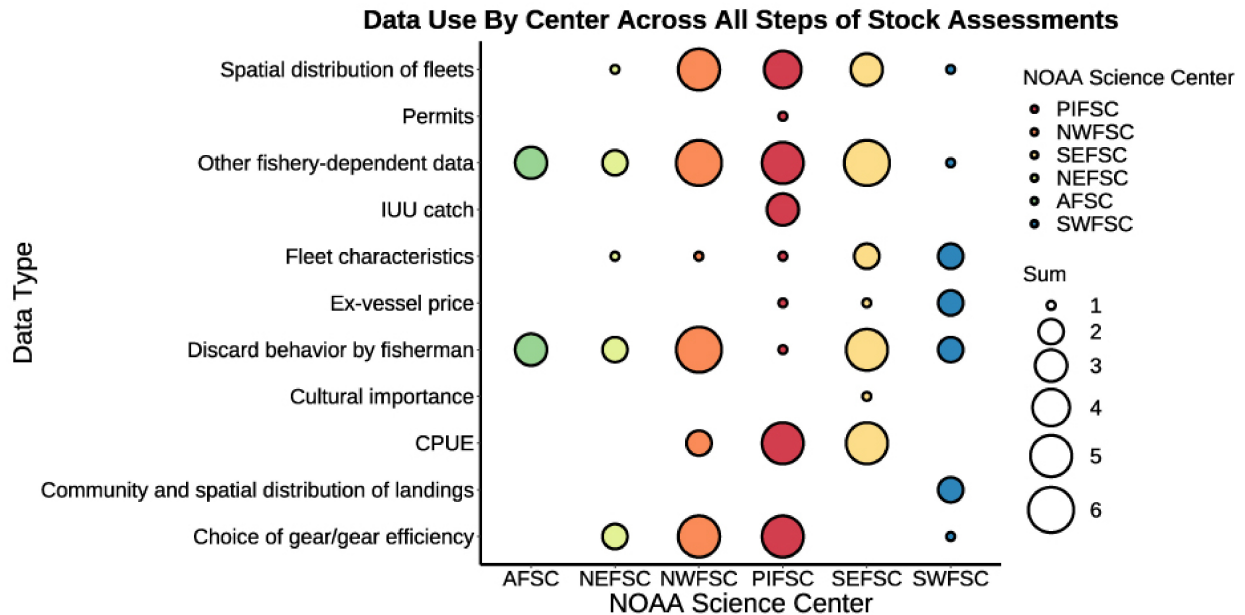 Data Use By Center Across All Steps of Stock Assessments
Data Type
Spatial distribution of fleets
Permits
Other fishery-dependent data
IUU catch
Fleet characteristics
Ex-vessel price
Discard behavior by fisherman
Cultural importance
CPUE
Community and spatial distribution of landings
Choice of gear/gear efficiency
AFSC NEFSC NWFSC PIFSC SEFSC SWFSC
NOAA Science Center
NOAA Science Center
PIFSC
NWFSC
SEFSC
NEFSC
AFSC
SWFSC
Sum
1
2
3
4
5
6